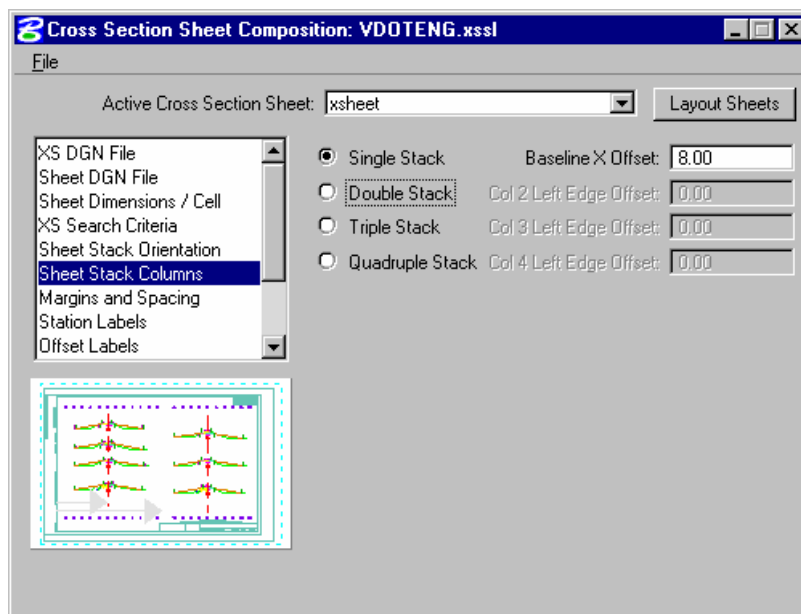 Cross Section Sheet Composition: VDOTENG.xssl
File
Active Cross Section Sheet: xsheet Layout Sheets
XS DGN File
Sheet DGN File
Sheet Dimensions / Cell
XS Search Criteria
Sheet Stack Orientation
Sheet Stack Columns
Margins and Spacing
Station Labels
Offset Labels
Single Stack Baseline X Offset: 8.00
Double Stack Col 2 Left Edge Offset: 0.00
Triple Stack Col 3 Left Edge Offset: 0.00
Quadruple Stack Col 4 Left Edge Offset: 0.00